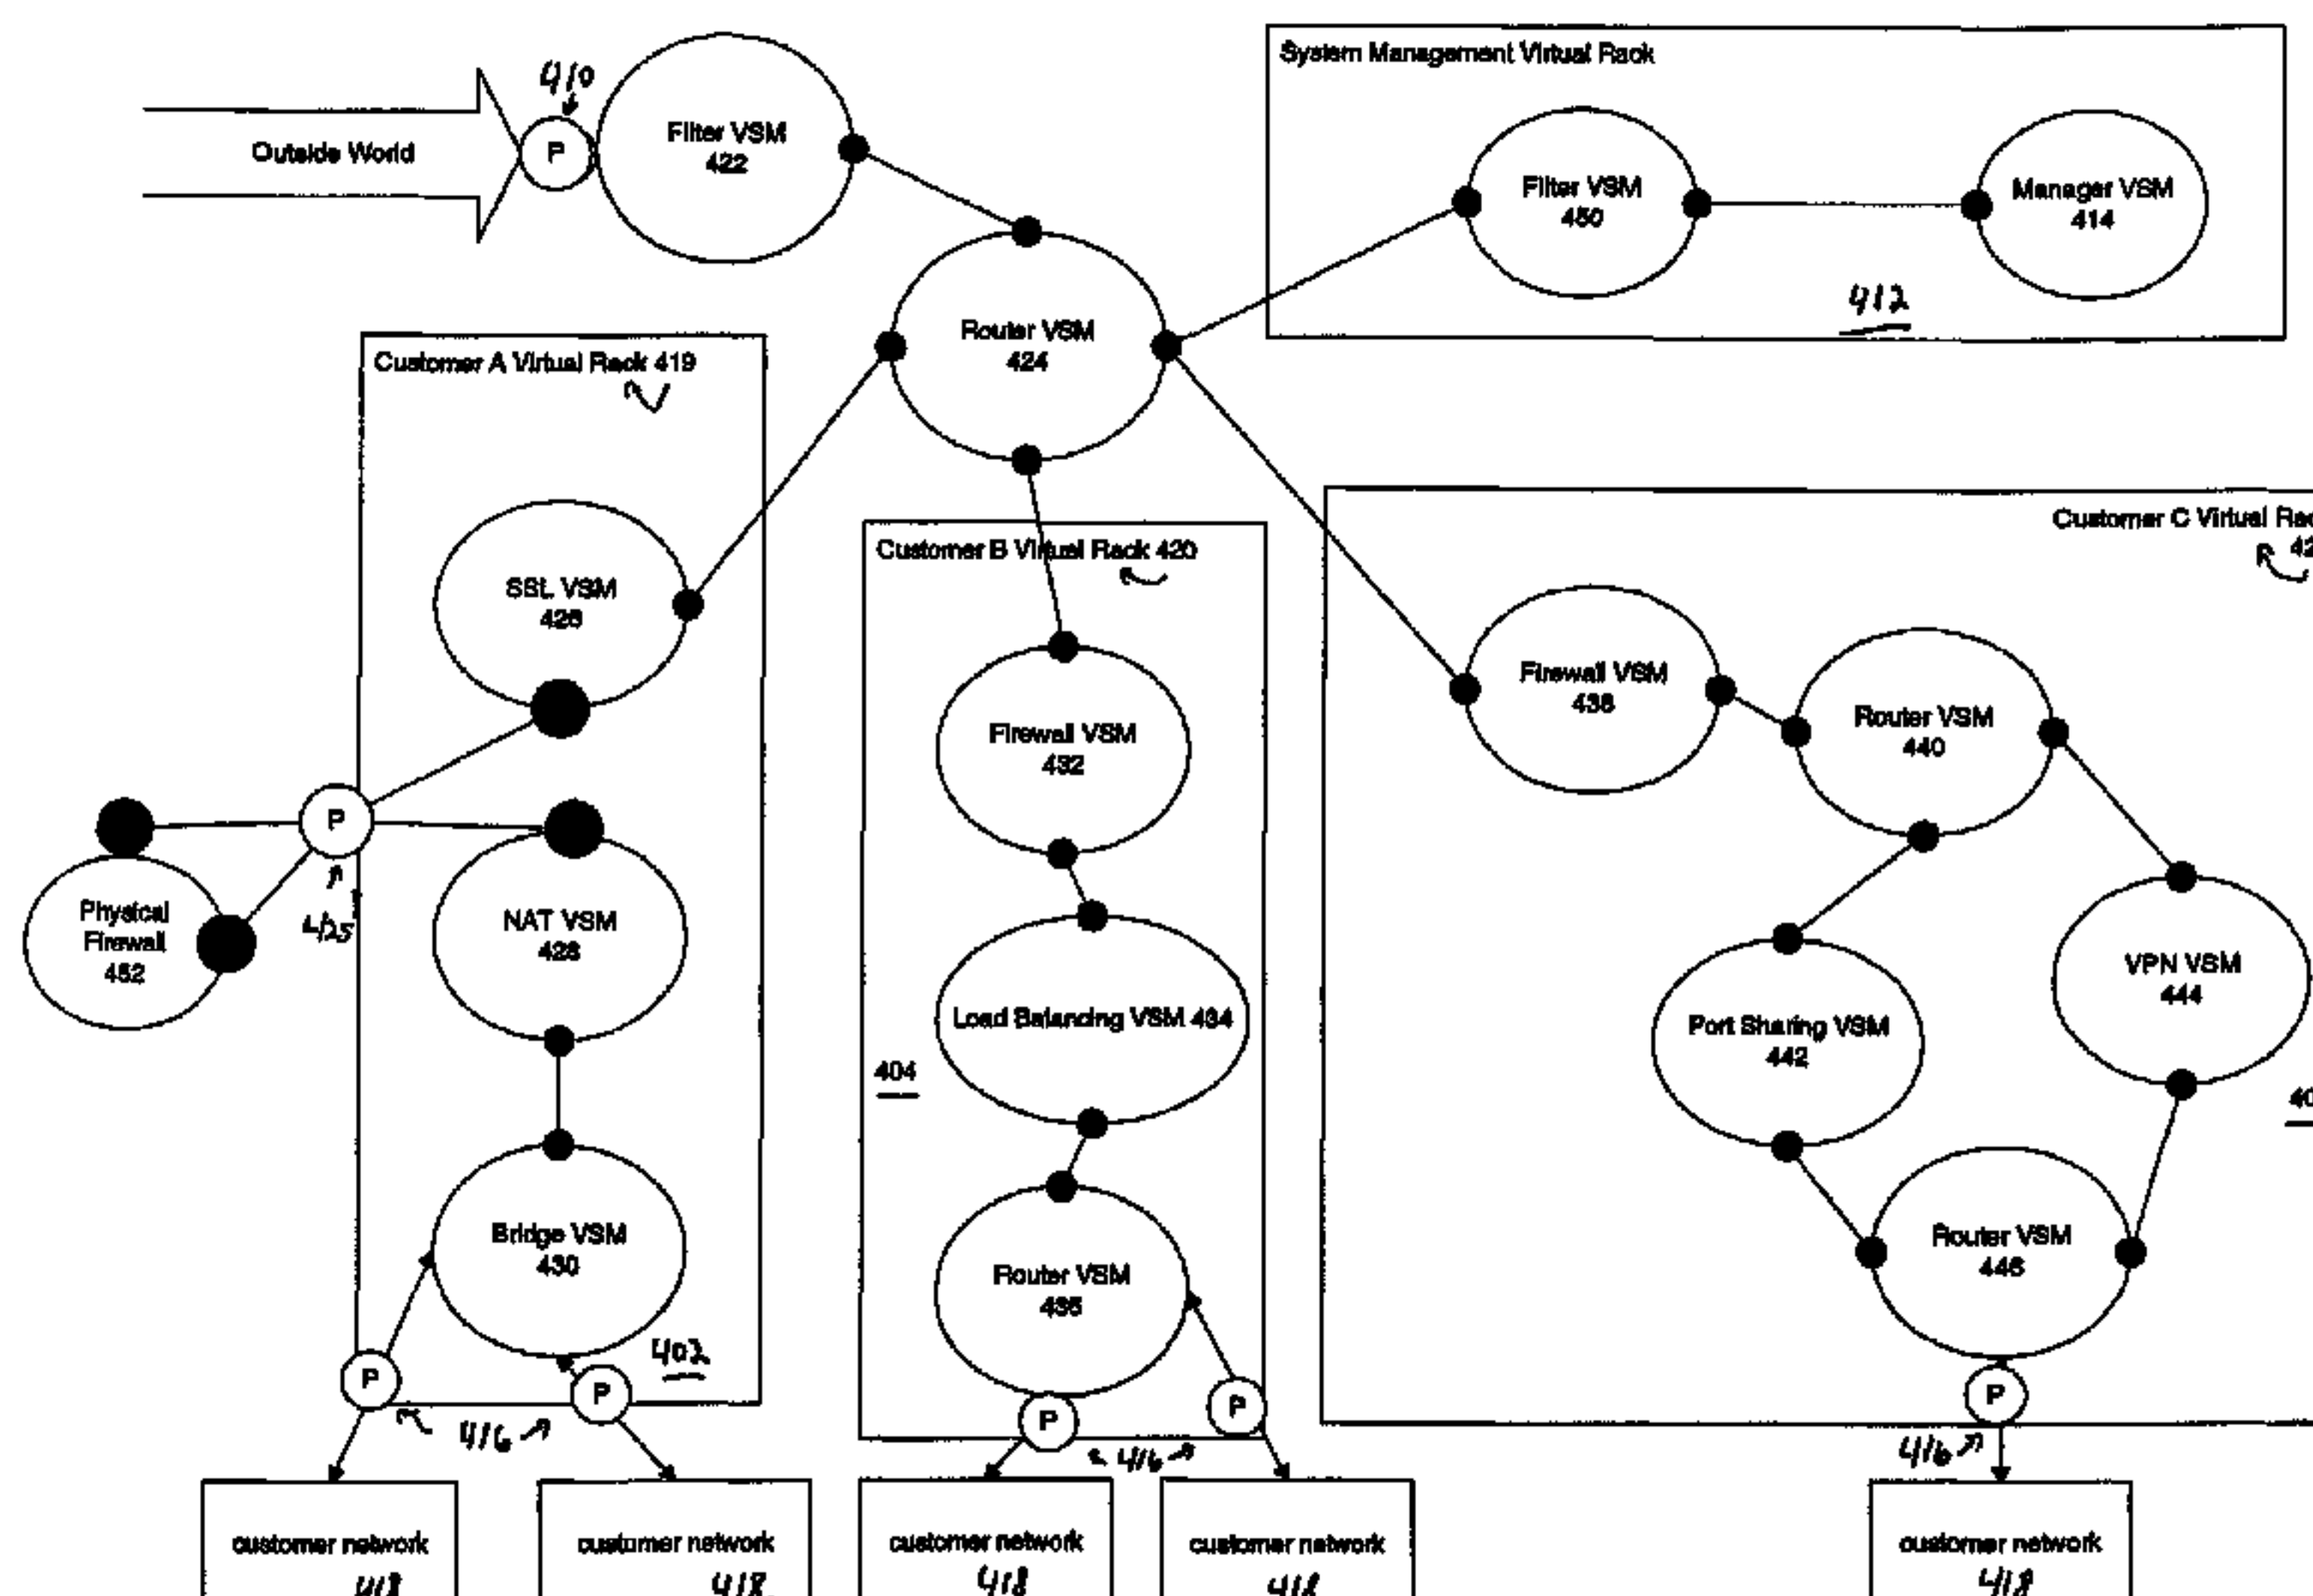 410
Outside World
P
Filter VSM
422
System Management Virtual Rack
Filter VSM
450
Manager VSM
414
412
Router VSM
424
Customer A Virtual Rack 419
SSL VSM
426
P
425
Physical
Firewall
452
NAT VSM
428
Bridge VSM
430
402
P
P
416
customer network
418
customer network
418
Customer B Virtual Rack 420
Firewall VSM
432
Load Balancing VSM 434
404
Router VSM
436
P
P
416
customer network
418
customer network
418
Customer C Virtual
Firewall VSM
438
Router VSM
440
VPN VSM
444
Port Sharing VSM
442
Router VSM
446
P
416
customer network
418